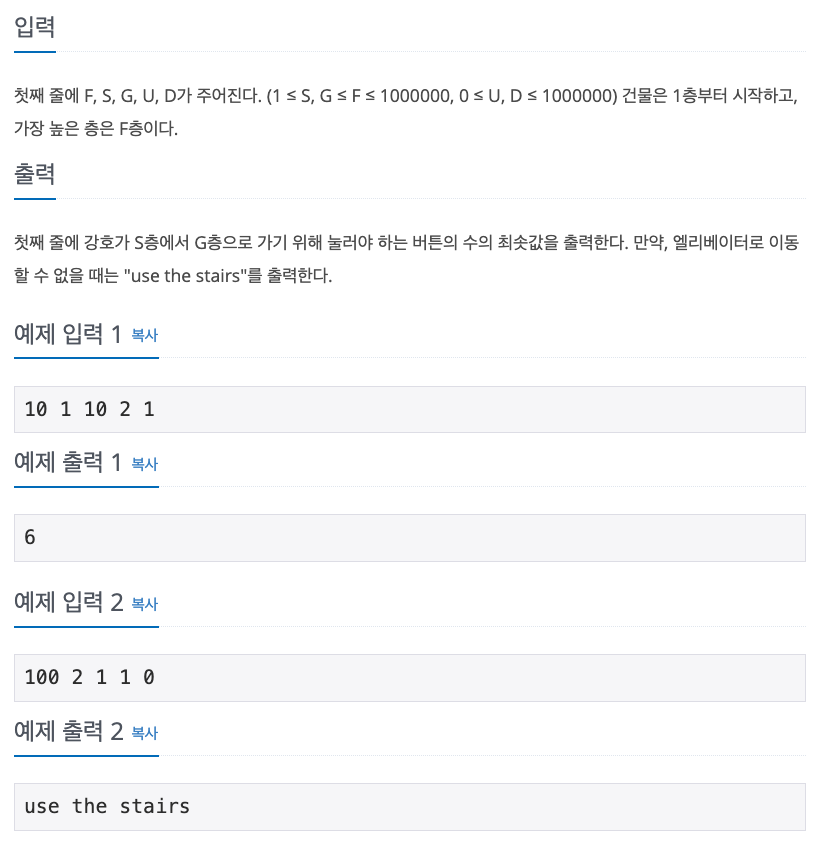 입력
첫째 줄에 F, S, G, U, D가 주어진다. (1 ≤ S, G ≤ F ≤ 1000000, 0 ≤ U, D ≤ 1000000) 건물은 1층부터 시작하고,
가장 높은 층은 F층이다.
출력
첫째 줄에 강호가 S층에서 G층으로 가기 위해 눌러야 하는 버튼의 수의 최솟값을 출력한다. 만약, 엘리베이터로 이동
할 수 없을 때는 "use the stairs"를 출력한다.
예제 입력 1 복사
10 1 10 2 1
예제 출력 1 복사
6
예제 입력 2 복사
100 2 1 1 0
예제 출력 2 복사
use the stairs